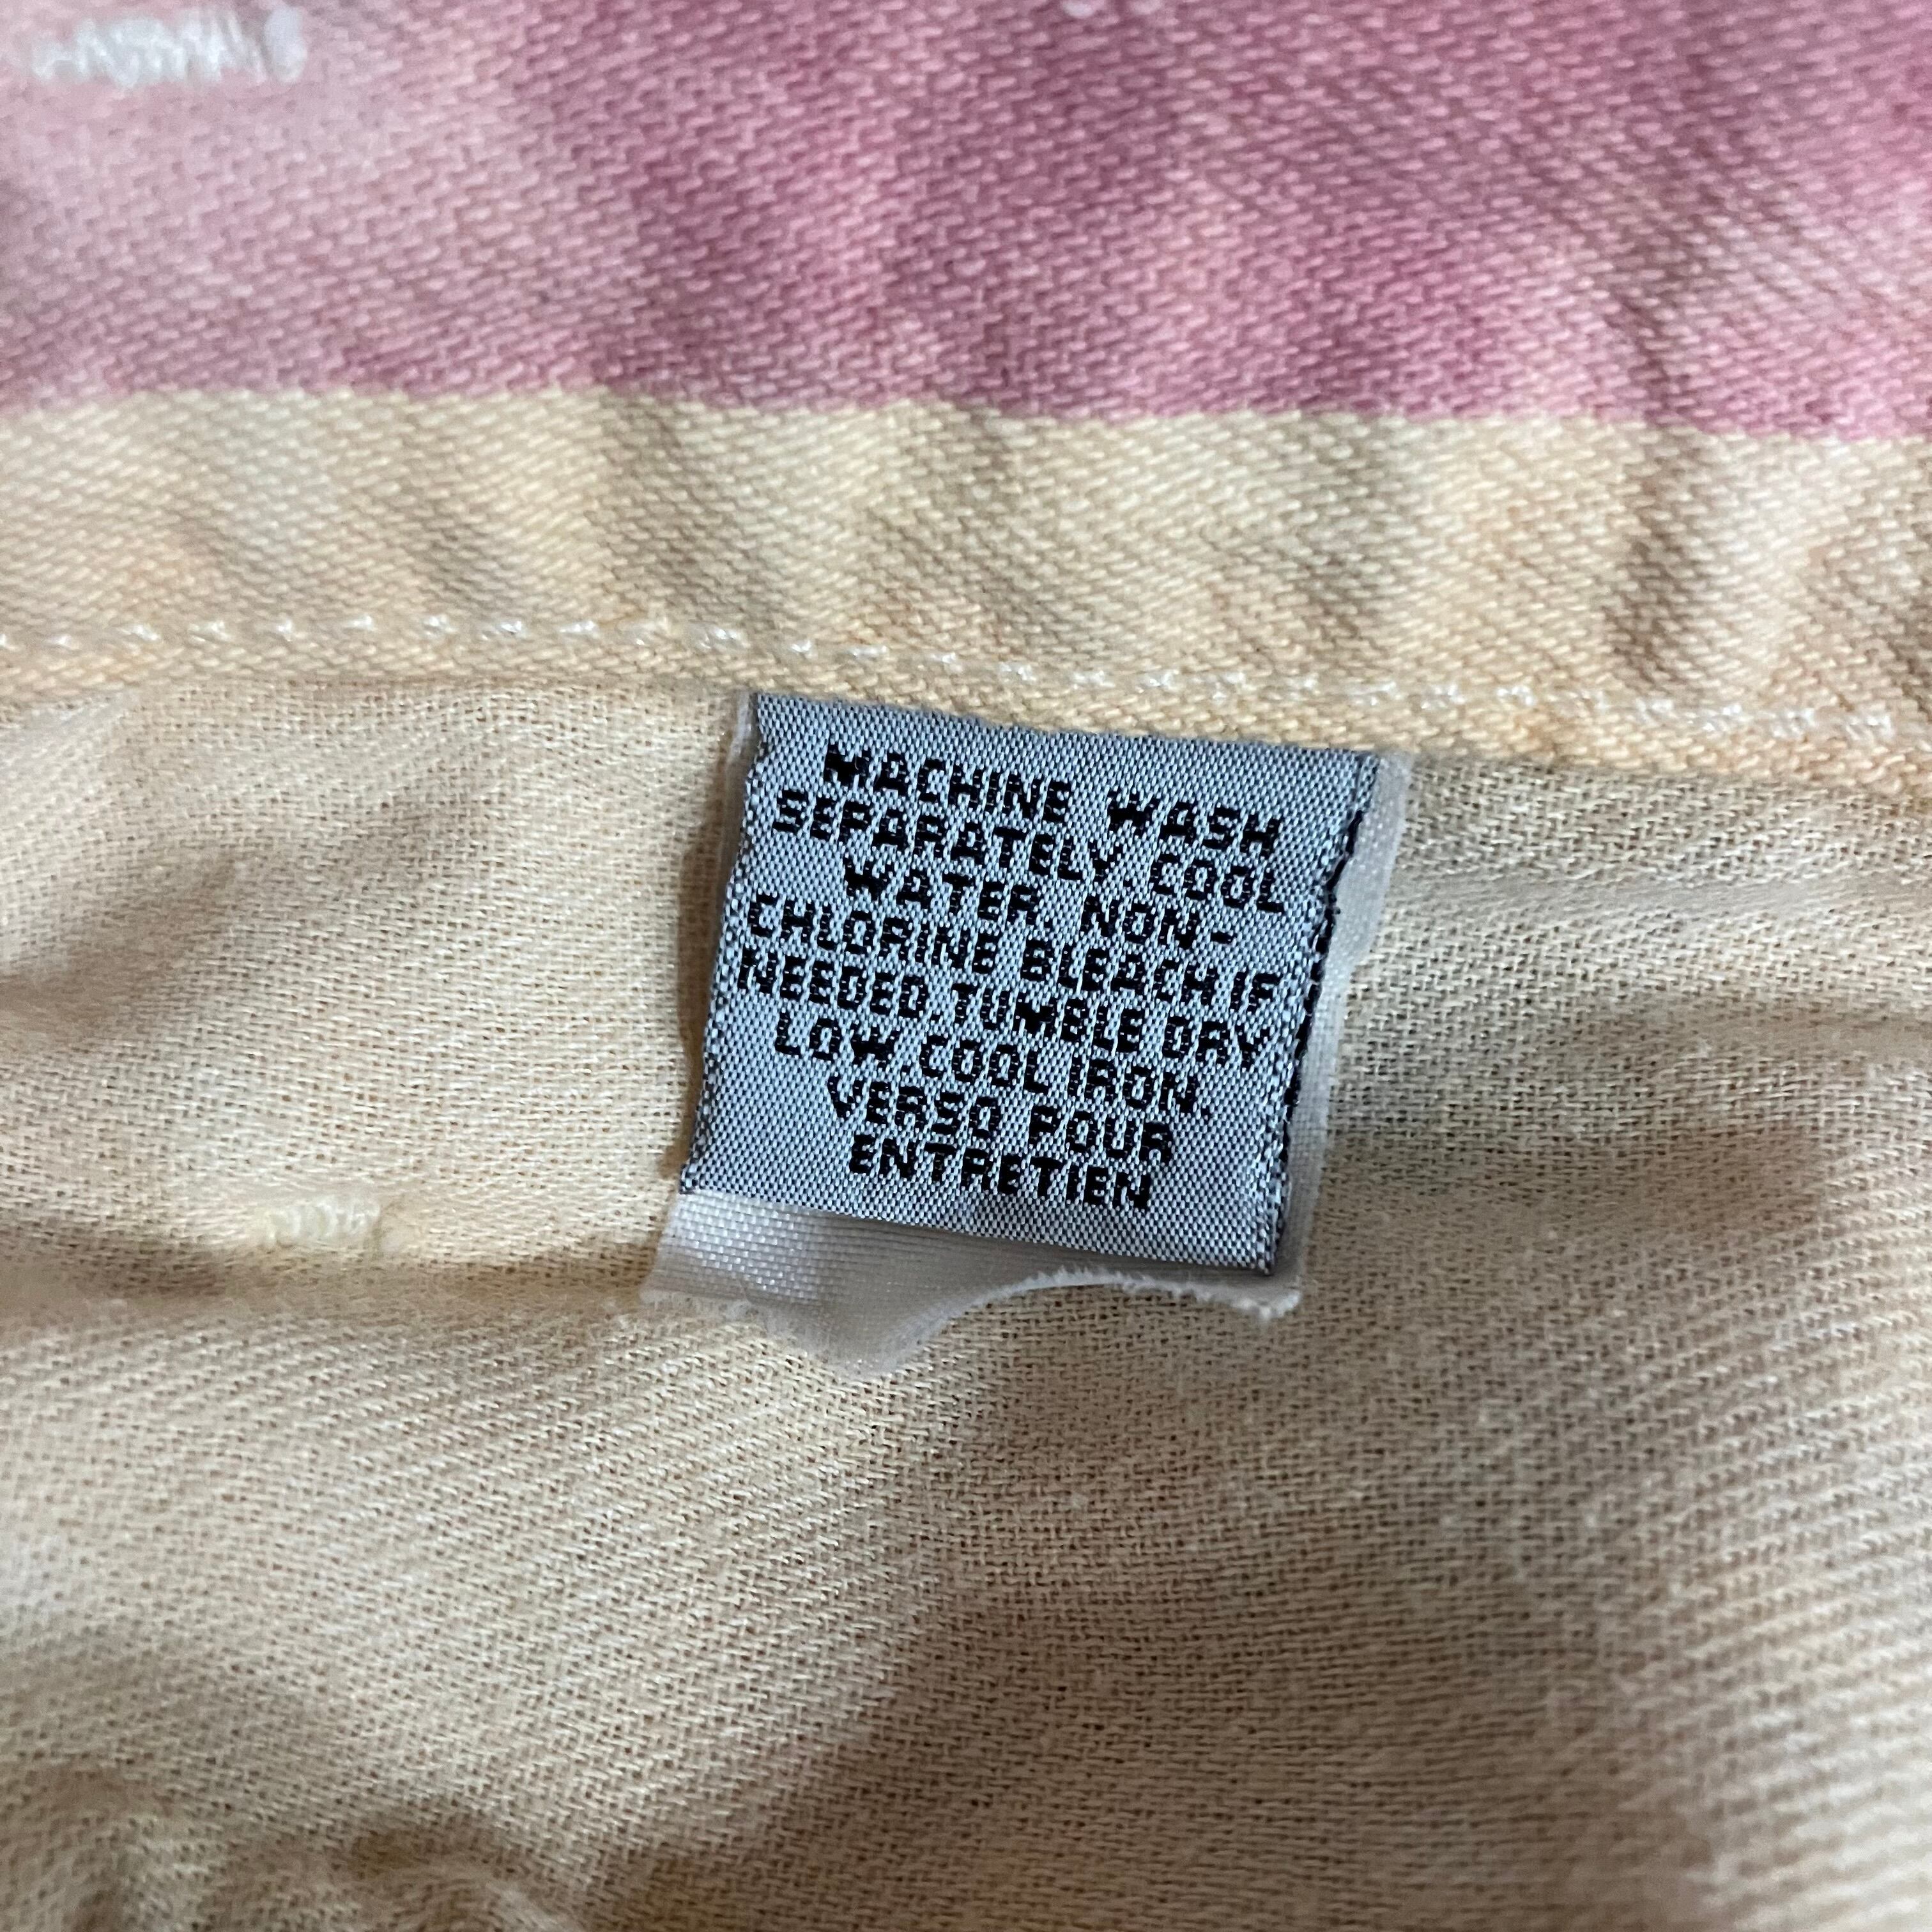 MACHINE WASH
SEPARATELY. COOL
WATER. NON-
CHLORINE BLEACH IF
NEEDED TUMBLE DRY
LOW. COOL IRON.
VERSO POUR
ENTRETIEN